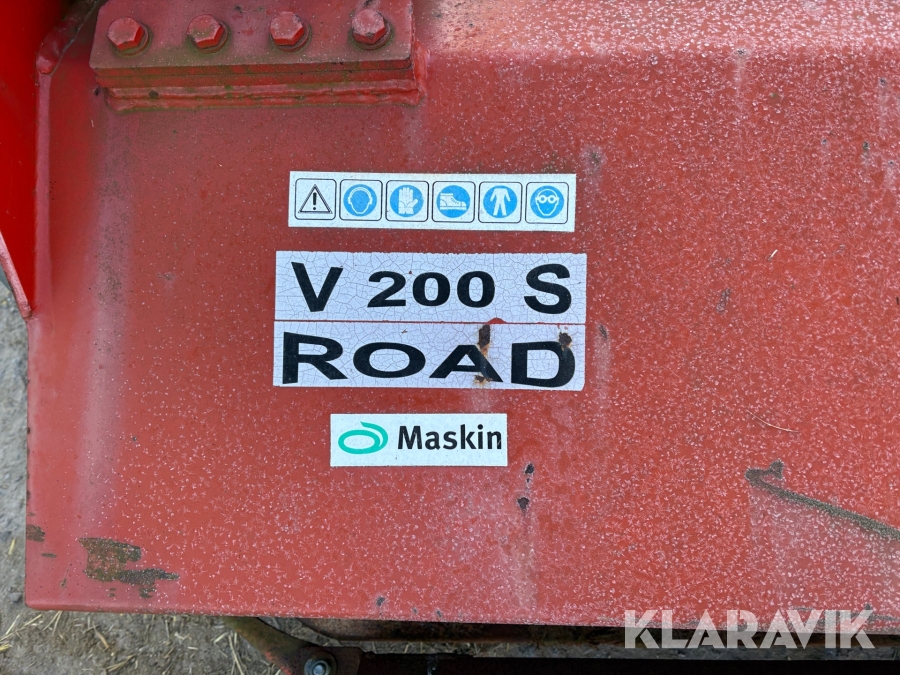 V 200 S
ROAD
Maskin
KLARAVIK